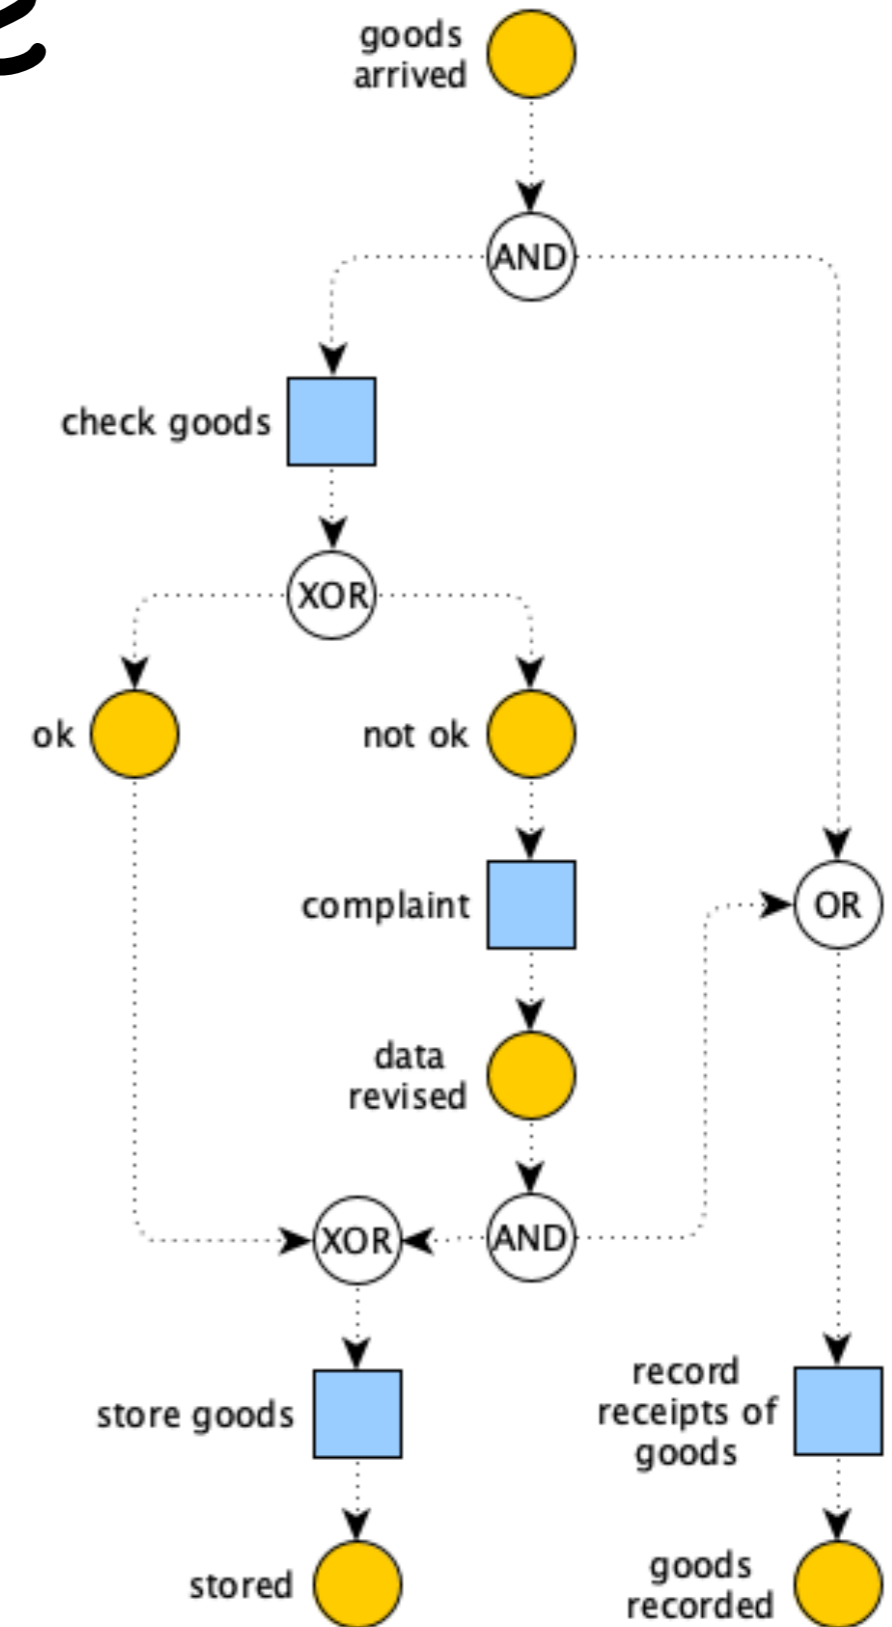 goods
arrived
AND
check goods
XOR
ok
not ok
complaint
OR
data
revised
XOR
AND
store goods
record
receipts of
goods
stored
goods
recorded